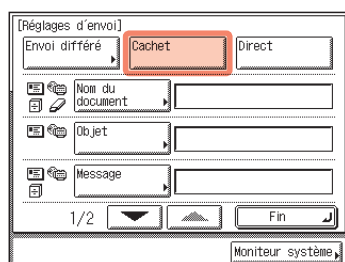 [Réglages d´envoi]
Envoi différé Cachet Direct
Nom du
document
Objet
Message
1/2 Fin
Moniteur système